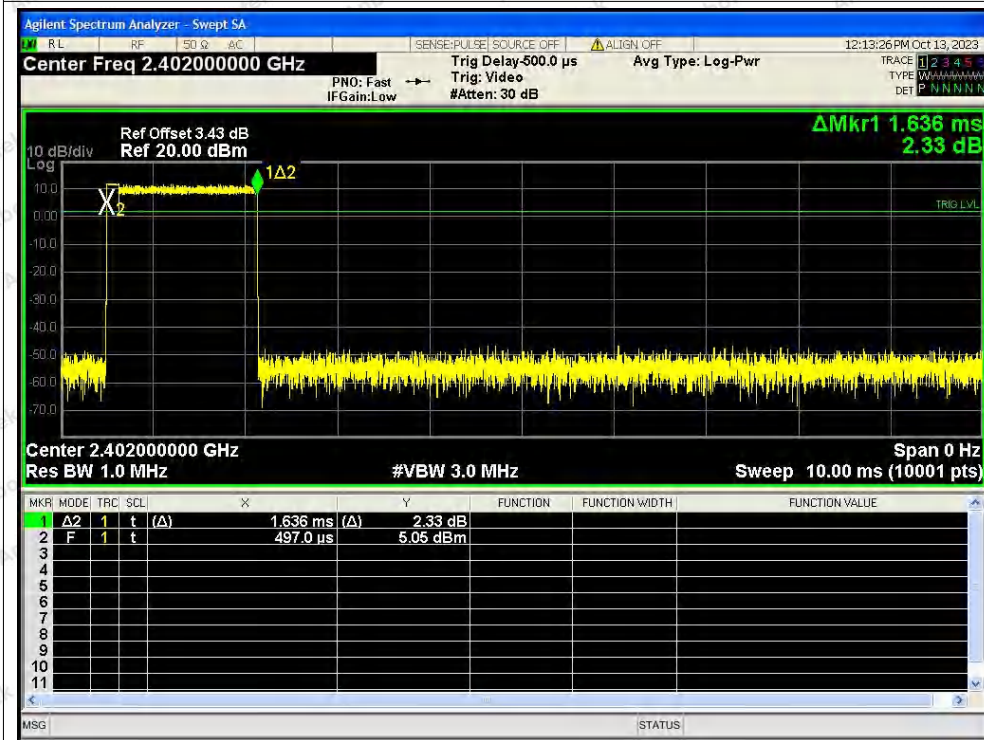 Agilent Spectrum Analyzer - Swept SA
RL RF 50 Ω AC SENSE:PULSE SOURCE OFF ALIGN OFF 12:13:26 PM Oct 13, 2023
Center Freq 2.402000000 GHz
PNO: Fast
IFGain:Low
Trig Delay-500.0 µs
Trig: Video
#Atten: 30 dB
Avg Type: Log-Pwr
TRACE 1 2 3 4 5
TYPE
DET P N N N N N
ΔMkr1 1.636 ms
2.33 dB
Ref Offset 3.43 dB
Ref 20.00 dBm
10 dB/div
Log
1Δ2
10.0
2
TRIG LVL
0.00
-10.0
-20.0
-30.0
-40.0
-50.0
-60.0
-70.0
Center 2.402000000 GHz Span 0 Hz
Res BW 1.0 MHz #VBW 3.0 MHz Sweep 10.00 ms (10001 pts)
MKR MODE TRC SCL X Y FUNCTION FUNCTION WIDTH FUNCTION VALUE
1 Δ2 1 t (Δ) 1.636 ms (Δ) 2.33 dB
2 F 1 t 497.0 µs 5.05 dBm
3
4
5
6
7
8
9
10
11
MSG STATUS